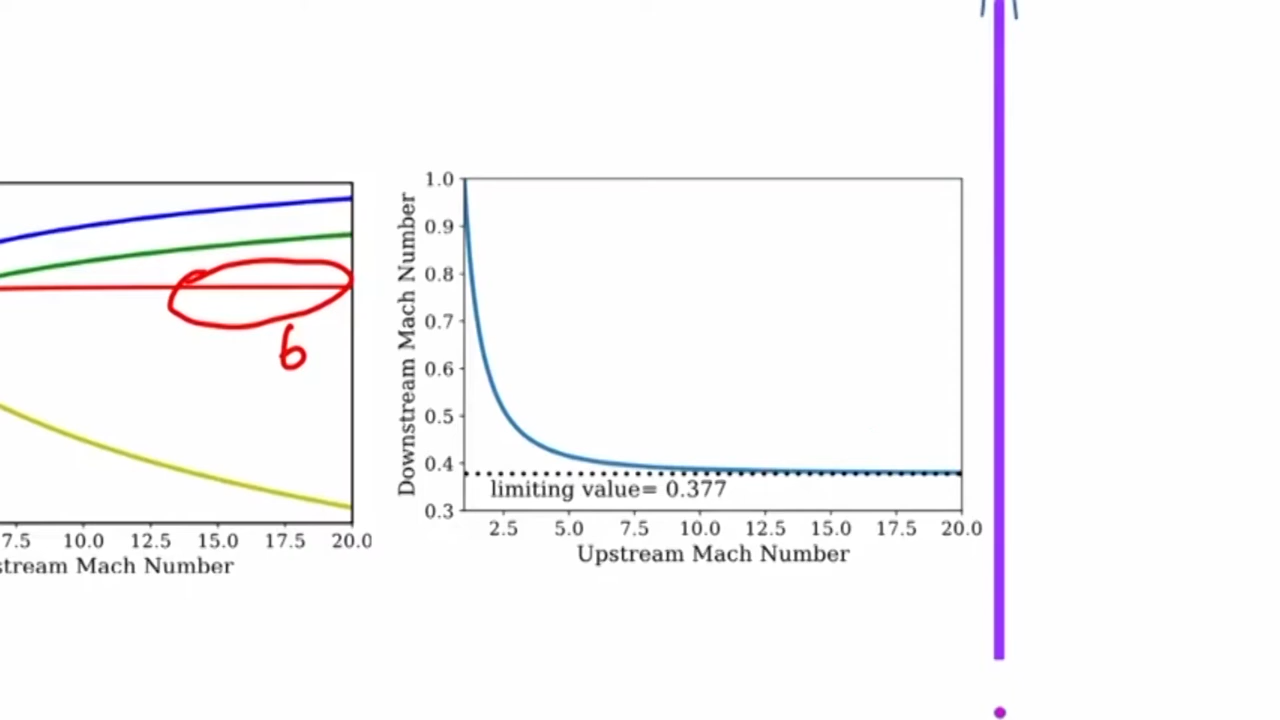 6
7.5 10.0 12.5 15.0 17.5 20.0
stream Mach Number
Downstream Mach Number
1.0
0.9
0.8
0.7
0.6
0.5
0.4
0.3
limiting value= 0.377
2.5 5.0 7.5 10.0 12.5 15.0 17.5 20.0
Upstream Mach Number